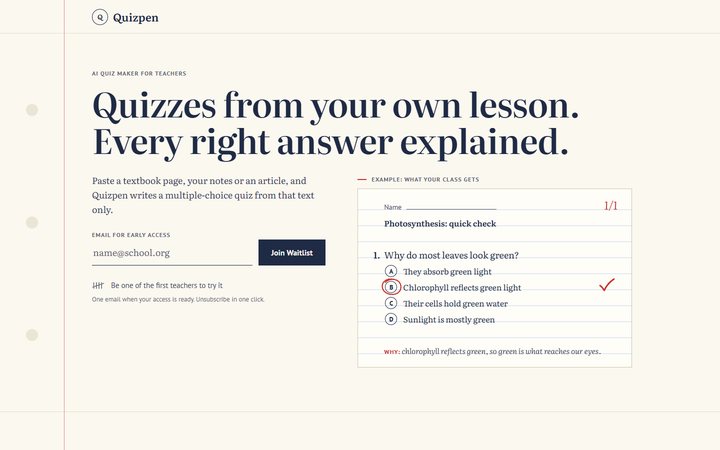 Q Quizpen
AI QUIZ MAKER FOR TEACHERS
Quizzes from your own lesson.
Every right answer explained.
Paste a textbook page, your notes or an article, and
Quizpen writes a multiple-choice quiz from that text
only.
EMAIL FOR EARLY ACCESS
name@school.org
Join Waitlist
Be one of the first teachers to try it
One email when your access is ready. Unsubscribe in one click.
EXAMPLE: WHAT YOUR CLASS GETS
Name
1/1
Photosynthesis: quick check
1. Why do most leaves look green?
A They absorb green light
B Chlorophyll reflects green light
C Their cells hold green water
D Sunlight is mostly green
WHY: chlorophyll reflects green, so green is what reaches our eyes.